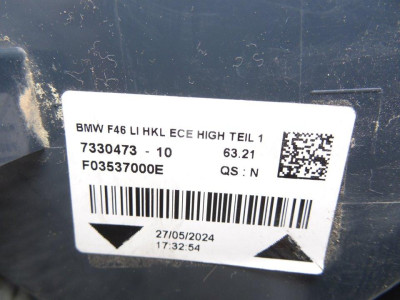 BMW F46 LI HKL ECE HIGH TEIL 1
7330473 - 10 63.21
F03537000E QS : N
27/05/2024
17:32:54